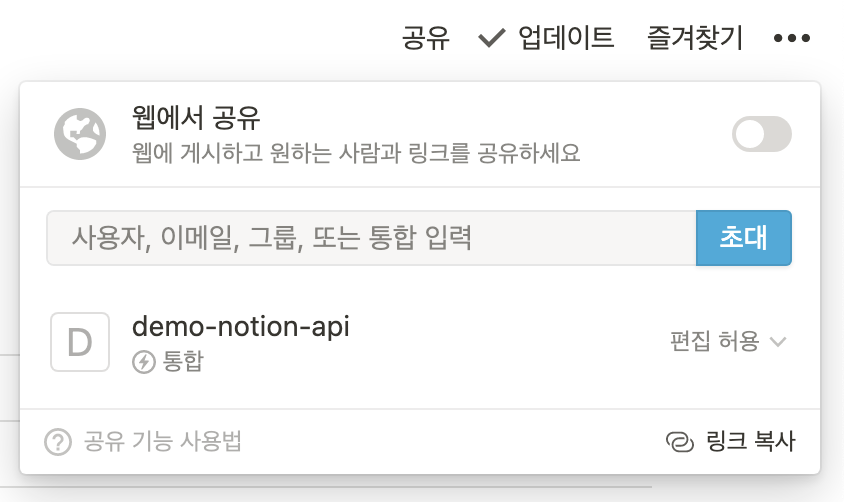 공유 업데이트 즐겨찾기 •••
웹에서 공유
웹에 게시하고 원하는 사람과 링크를 공유하세요
사용자, 이메일, 그룹, 또는 통합 입력 초대
D demo-notion-api 편집 허용
통합
? 공유 기능 사용법 링크 복사